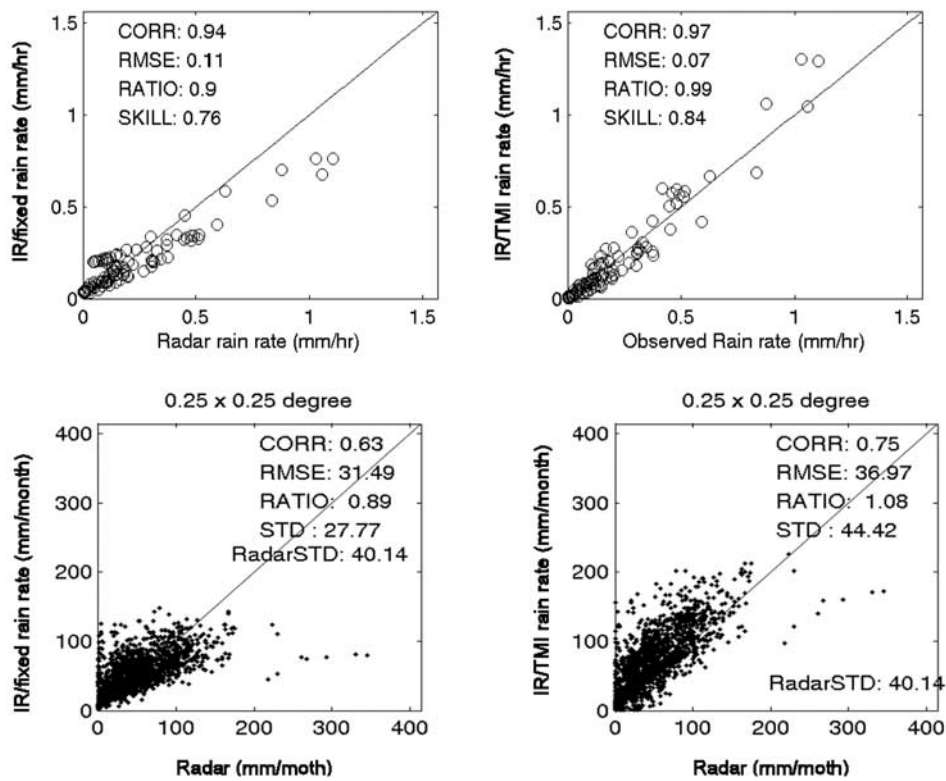 1.5
1
0.5
0
0
0.5
1
1.5
IR/fixed rain rate (mm/hr)
CORR: 0.94
RMSE: 0.11
RATIO: 0.9
SKILL: 0.76
Radar rain rate (mm/hr)
1.5
1
0.5
0
0
0.5
1
1.5
IR/TMI rain rate (mm/hr)
CORR: 0.97
RMSE: 0.07
RATIO: 0.99
SKILL: 0.84
Observed Rain rate (mm/hr)
0.25 x 0.25 degree
400
300
200
100
0
0
100
200
300
400
IR/fixed rain rate (mm/month)
CORR: 0.63
RMSE: 31.49
RATIO: 0.89
STD : 27.77
RadarSTD: 40.14
Radar (mm/moth)
0.25 x 0.25 degree
400
300
200
100
0
0
100
200
300
400
IR/TMI rain rate (mm/month)
CORR: 0.75
RMSE: 36.97
RATIO: 1.08
STD : 44.42
RadarSTD: 40.14
Radar (mm/moth)